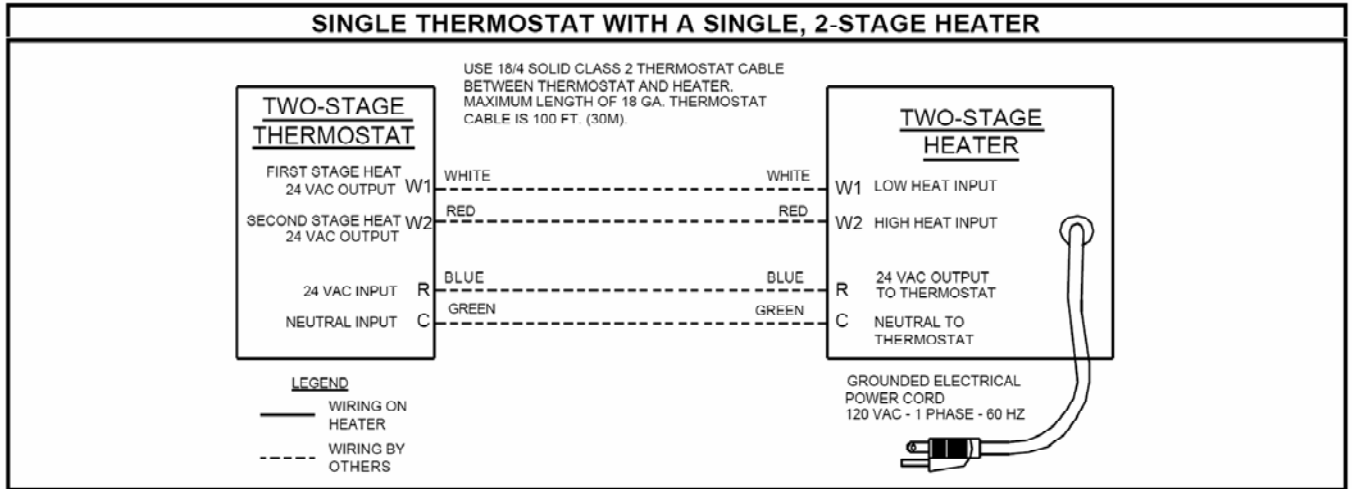 SINGLE THERMOSTAT WITH A SINGLE, 2-STAGE HEATER
USE 18/4 SOLID CLASS 2 THERMOSTAT CABLE
BETWEEN THERMOSTAT AND HEATER.
MAXIMUM LENGTH OF 18 GA. THERMOSTAT
CABLE IS 100 FT. (30M).
TWO-STAGE
THERMOSTAT
FIRST STAGE HEAT
24 VAC OUTPUT W1
SECOND STAGE HEAT W2
24 VAC OUTPUT
24 VAC INPUT R
NEUTRAL INPUT C
WHITE WHITE
RED RED
BLUE BLUE
GREEN GREEN
TWO-STAGE
HEATER
W1 LOW HEAT INPUT
W2 HIGH HEAT INPUT
R 24 VAC OUTPUT
TO THERMOSTAT
C NEUTRAL TO
THERMOSTAT
LEGEND
WIRING ON
HEATER
WIRING BY
OTHERS
GROUNDED ELECTRICAL
POWER CORD
120 VAC - 1 PHASE - 60 HZ